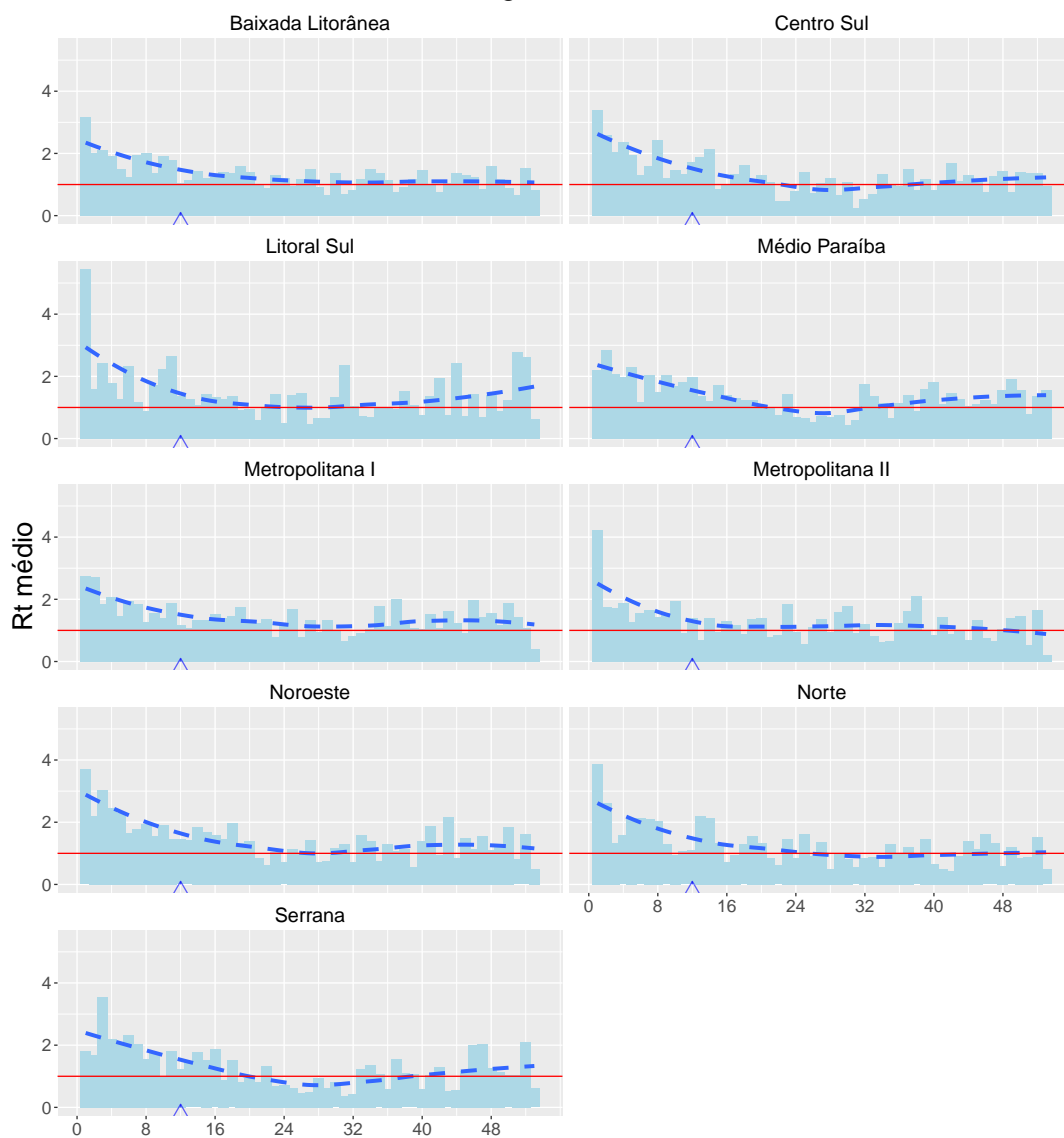 Baixada Litorânea
Centro Sul
4
2
0
Litoral Sul
Médio Paraíba
4
2
0
Metropolitana I
Metropolitana II
4
2
0
Rt médio
Noroeste
Norte
4
2
0
0 8 16 24 32 40 48
Serrana
4
2
0
0 8 16 24 32 40 48